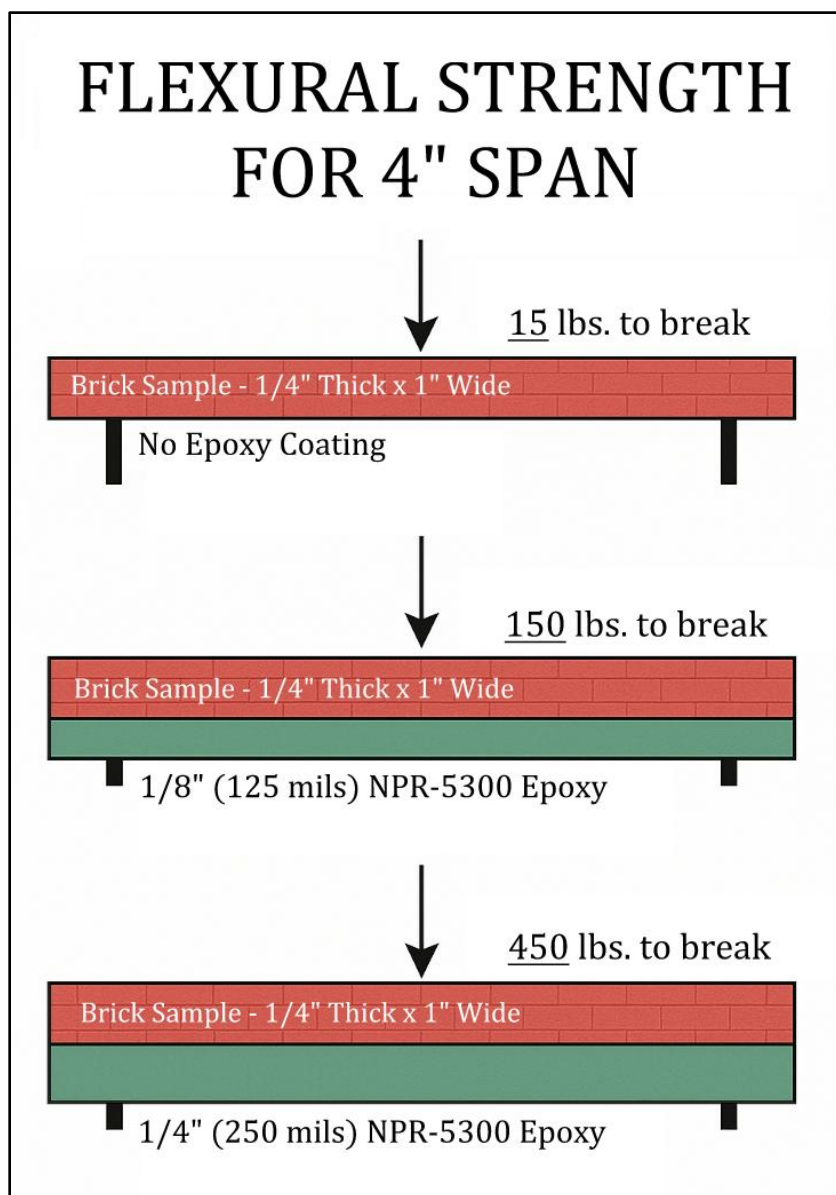 FLEXURAL STRENGTH
FOR 4" SPAN
15 lbs. to break
Brick Sample - 1/4" Thick x 1" Wide
No Epoxy Coating
150 lbs. to break
Brick Sample - 1/4" Thick x 1" Wide
1/8" (125 mils) NPR-5300 Epoxy
450 lbs. to break
Brick Sample - 1/4" Thick x 1" Wide
1/4" (250 mils) NPR-5300 Epoxy